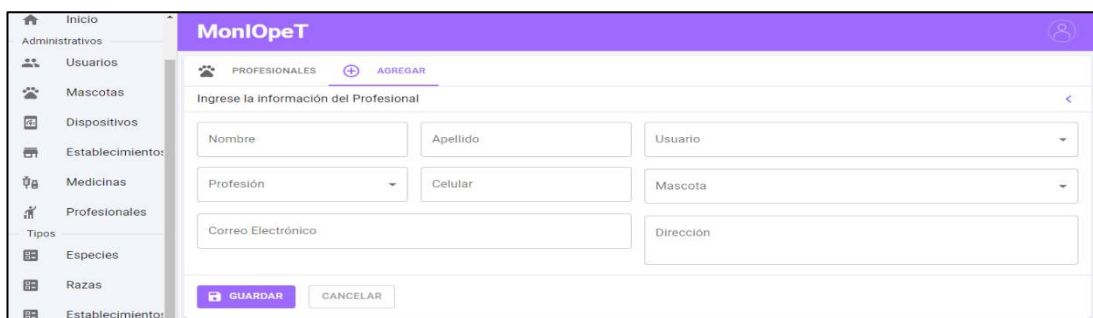 Inicio
Administrativos
Usuarios
Mascotas
Dispositivos
Establecimientos
Medicinas
Profesionales
Tipos
Especies
Razas
Establecimientos
MonIOpeT
PROFESIONALES AGREGAR
Ingrese la información del Profesional
Nombre Apellido Usuario
Profesión Celular Mascota
Correo Electrónico Dirección
GUARDAR CANCELAR